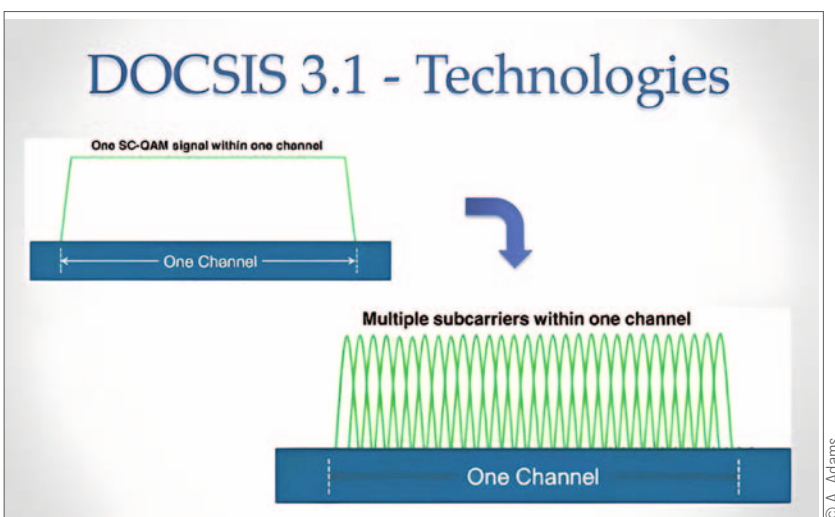 DOCSIS 3.1 - Technologies
One SC-QAM signal within one channel
One Channel
Multiple subcarriers within one channel
One Channel
© A. Adams